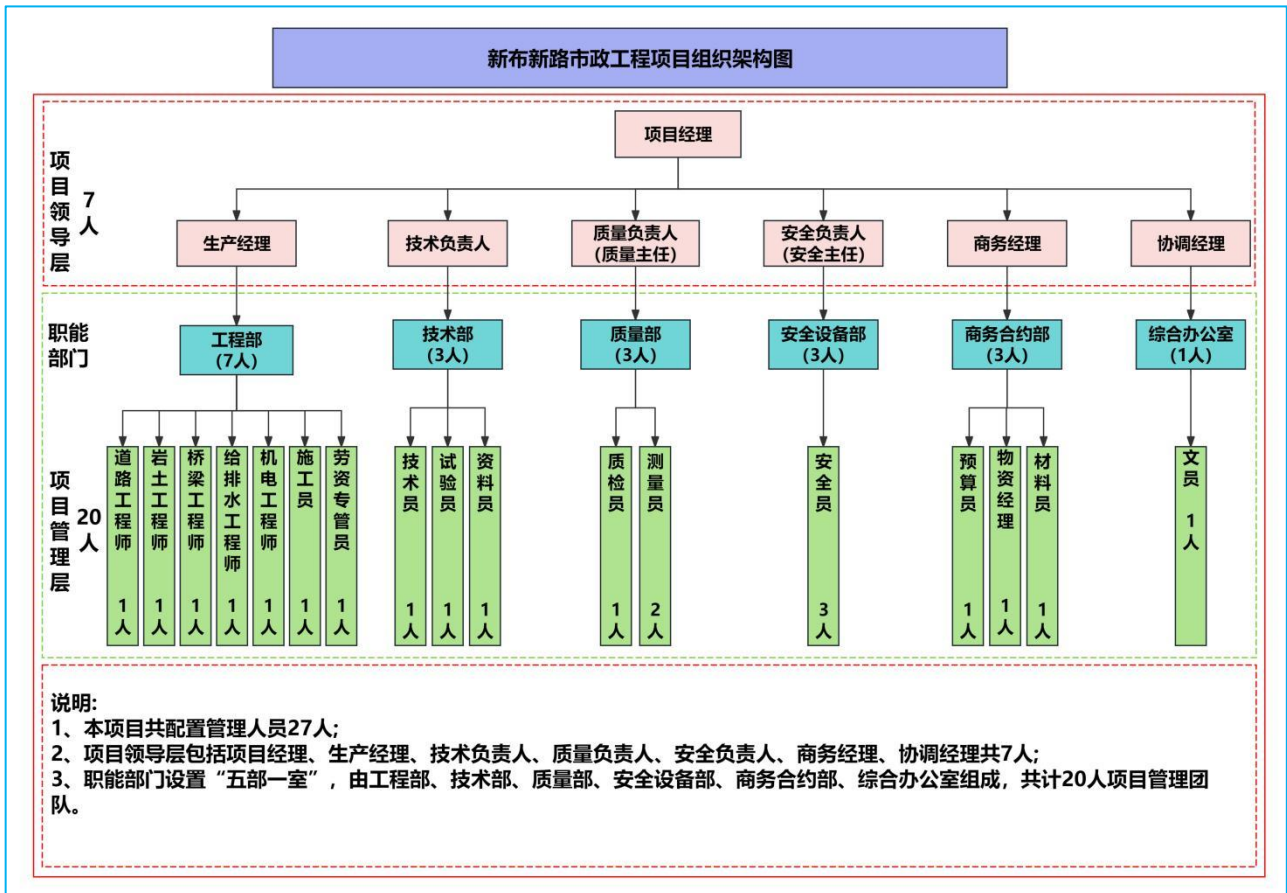 新布新路市政工程项目组织架构图
项目领导层
7人
项目经理
生产经理
技术负责人
质量负责人
(质量主任)
安全负责人
(安全主任)
商务经理
协调经理
职能
部门
工程部
(7人)
技术部
(3人)
质量部
(3人)
安全设备部
(3人)
商务合约部
(3人)
综合办公室
(1人)
项目管理层
20人
道路工程师 1人
岩土工程师 1人
桥梁工程师 1人
给排水工程师 1人
机电工程师 1人
施工员 1人
劳资专管员 1人
技术员 1人
试验员 1人
资料员 1人
质检员 1人
测量员 2人
安全员 3人
预算员 1人
物资经理 1人
材料员 1人
文员 1人
说明:
1、本项目共配置管理人员27人;
2、项目领导层包括项目经理、生产经理、技术负责人、质量负责人、安全负责人、商务经理、协调经理共7人;
3、职能部门设置“五部一室”,由工程部、技术部、质量部、安全设备部、商务合约部、综合办公室组成,共计20人项目管理团
队。